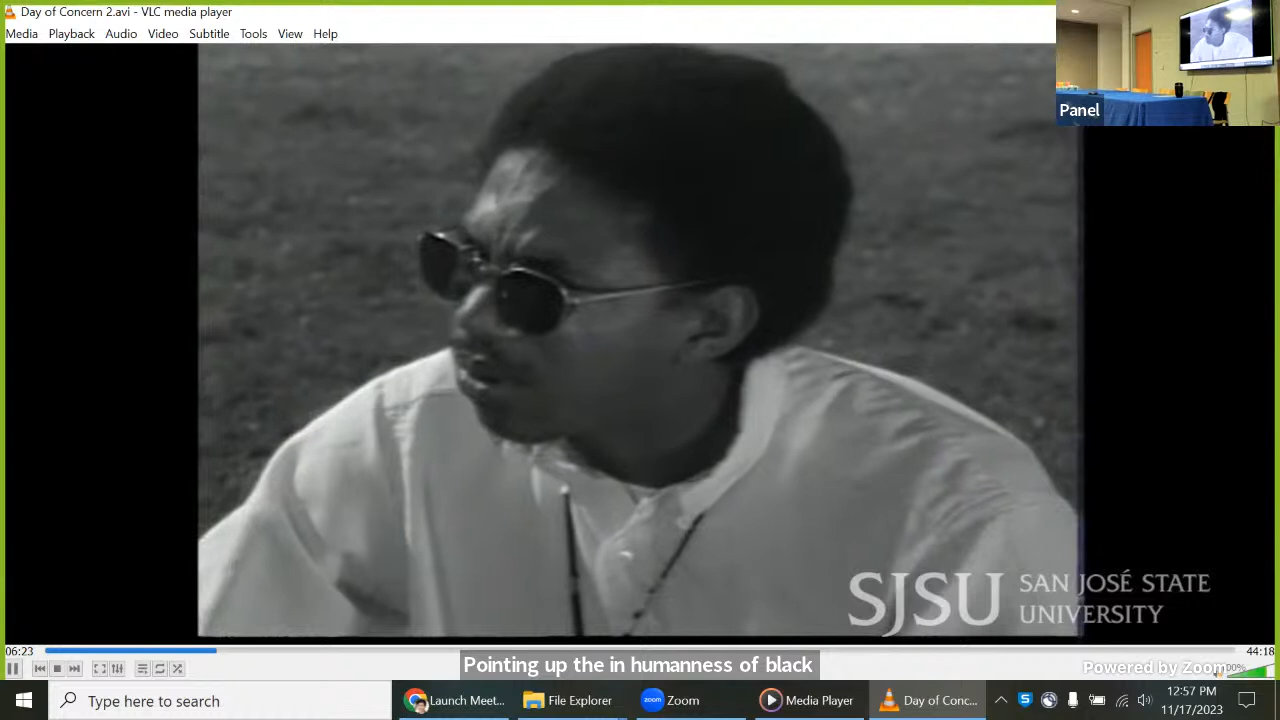 Day of Concern 2.avi - VLC media player
Media Playback Audio Video Subtitle Tools View Help
Panel
SJSU SAN JOSÉ STATE
UNIVERSITY
06:23
44:18
Pointing up the in humanness of black
Powered by Zoom
Type here to search
Launch Meet...
File Explorer
Zoom
Media Player
Day of Conc...
12:57 PM
11/17/2023